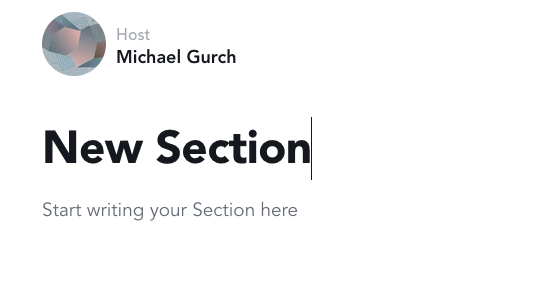 Host
Michael Gurch
New Section
Start writing your Section here